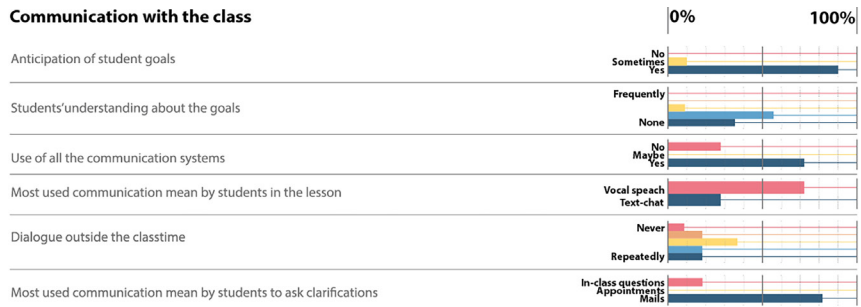 Communication with the class
0% 100%
Anticipation of student goals
No
Sometimes
Yes
Students'understanding about the goals
Frequently
None
Use of all the communication systems
No
Maybe
Yes
Most used communication mean by students in the lesson
Vocal speach
Text-chat
Dialogue outside the classtime
Never
Repeatedly
Most used communication mean by students to ask clarifications
In-class questions
Appointments
Mails